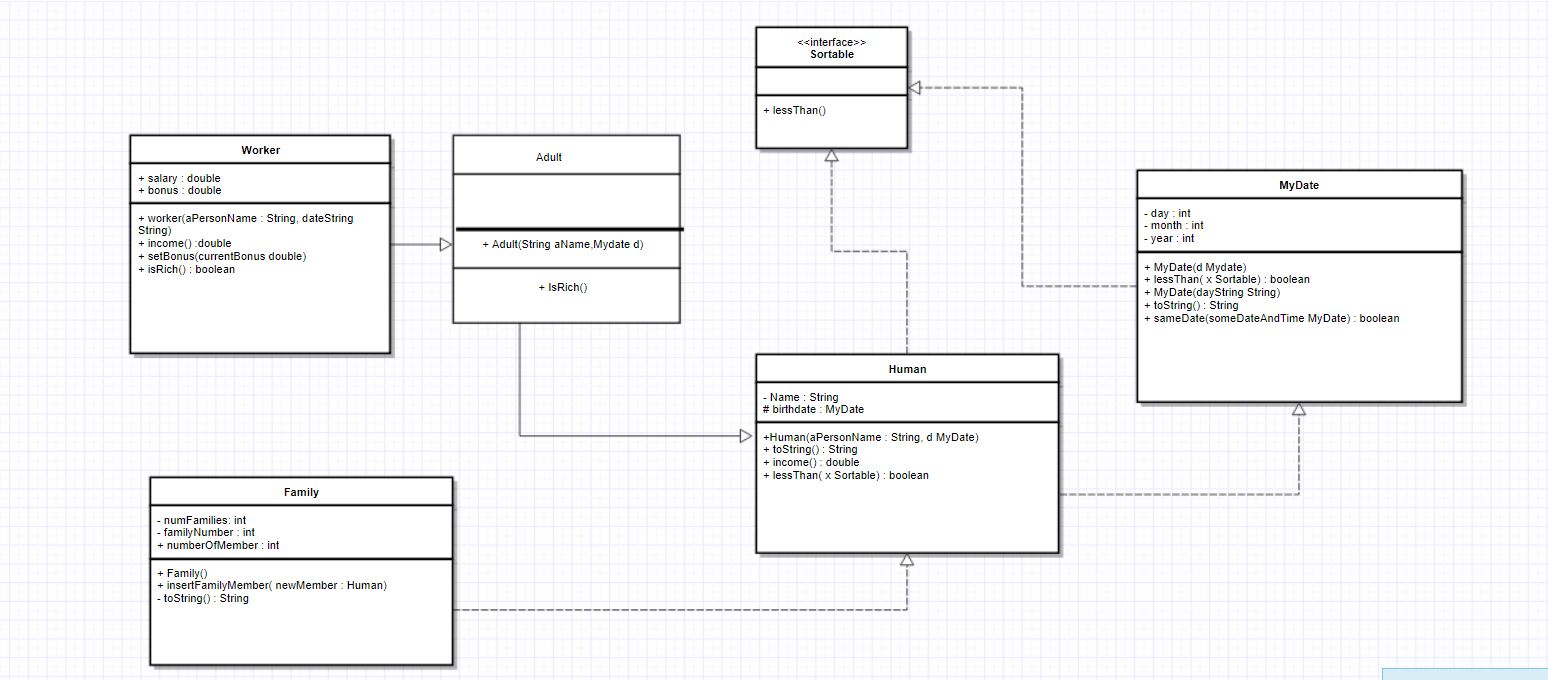 <<interface>>
Sortable
+ lessThan()
Worker
+ salary : double
+ bonus : double
+ worker(aPersonName : String, dateString
String)
+ income() :double
+ setBonus(currentBonus double)
+ isRich() : boolean
Adult
+ Adult(String aName,Mydate d)
+ IsRich()
MyDate
- day : int
- month : int
- year : int
+ MyDate(d Mydate)
+ lessThan( x Sortable) : boolean
+ MyDate(dayString String)
+ toString() : String
+ sameDate(someDateAndTime MyDate) : boolean
Human
- Name : String
# birthdate : MyDate
+Human(aPersonName : String, d MyDate)
+ toString() : String
+ income() : double
+ lessThan( x Sortable) : boolean
Family
- numFamilies: int
- familyNumber : int
+ numberOfMember : int
+ Family()
+ insertFamilyMember( newMember : Human)
- toString() : String